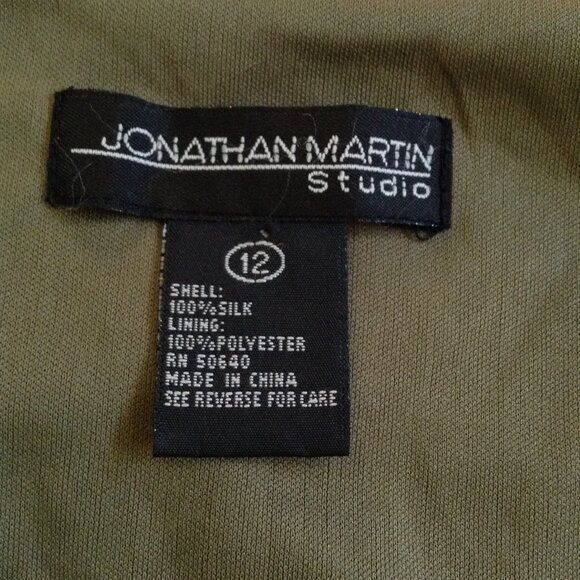 JONATHAN MARTIN
Studio
12
SHELL:
100%SILK
LINING:
100%POLYESTER
RN 50640
MADE IN CHINA
SEE REVERSE FOR CARE